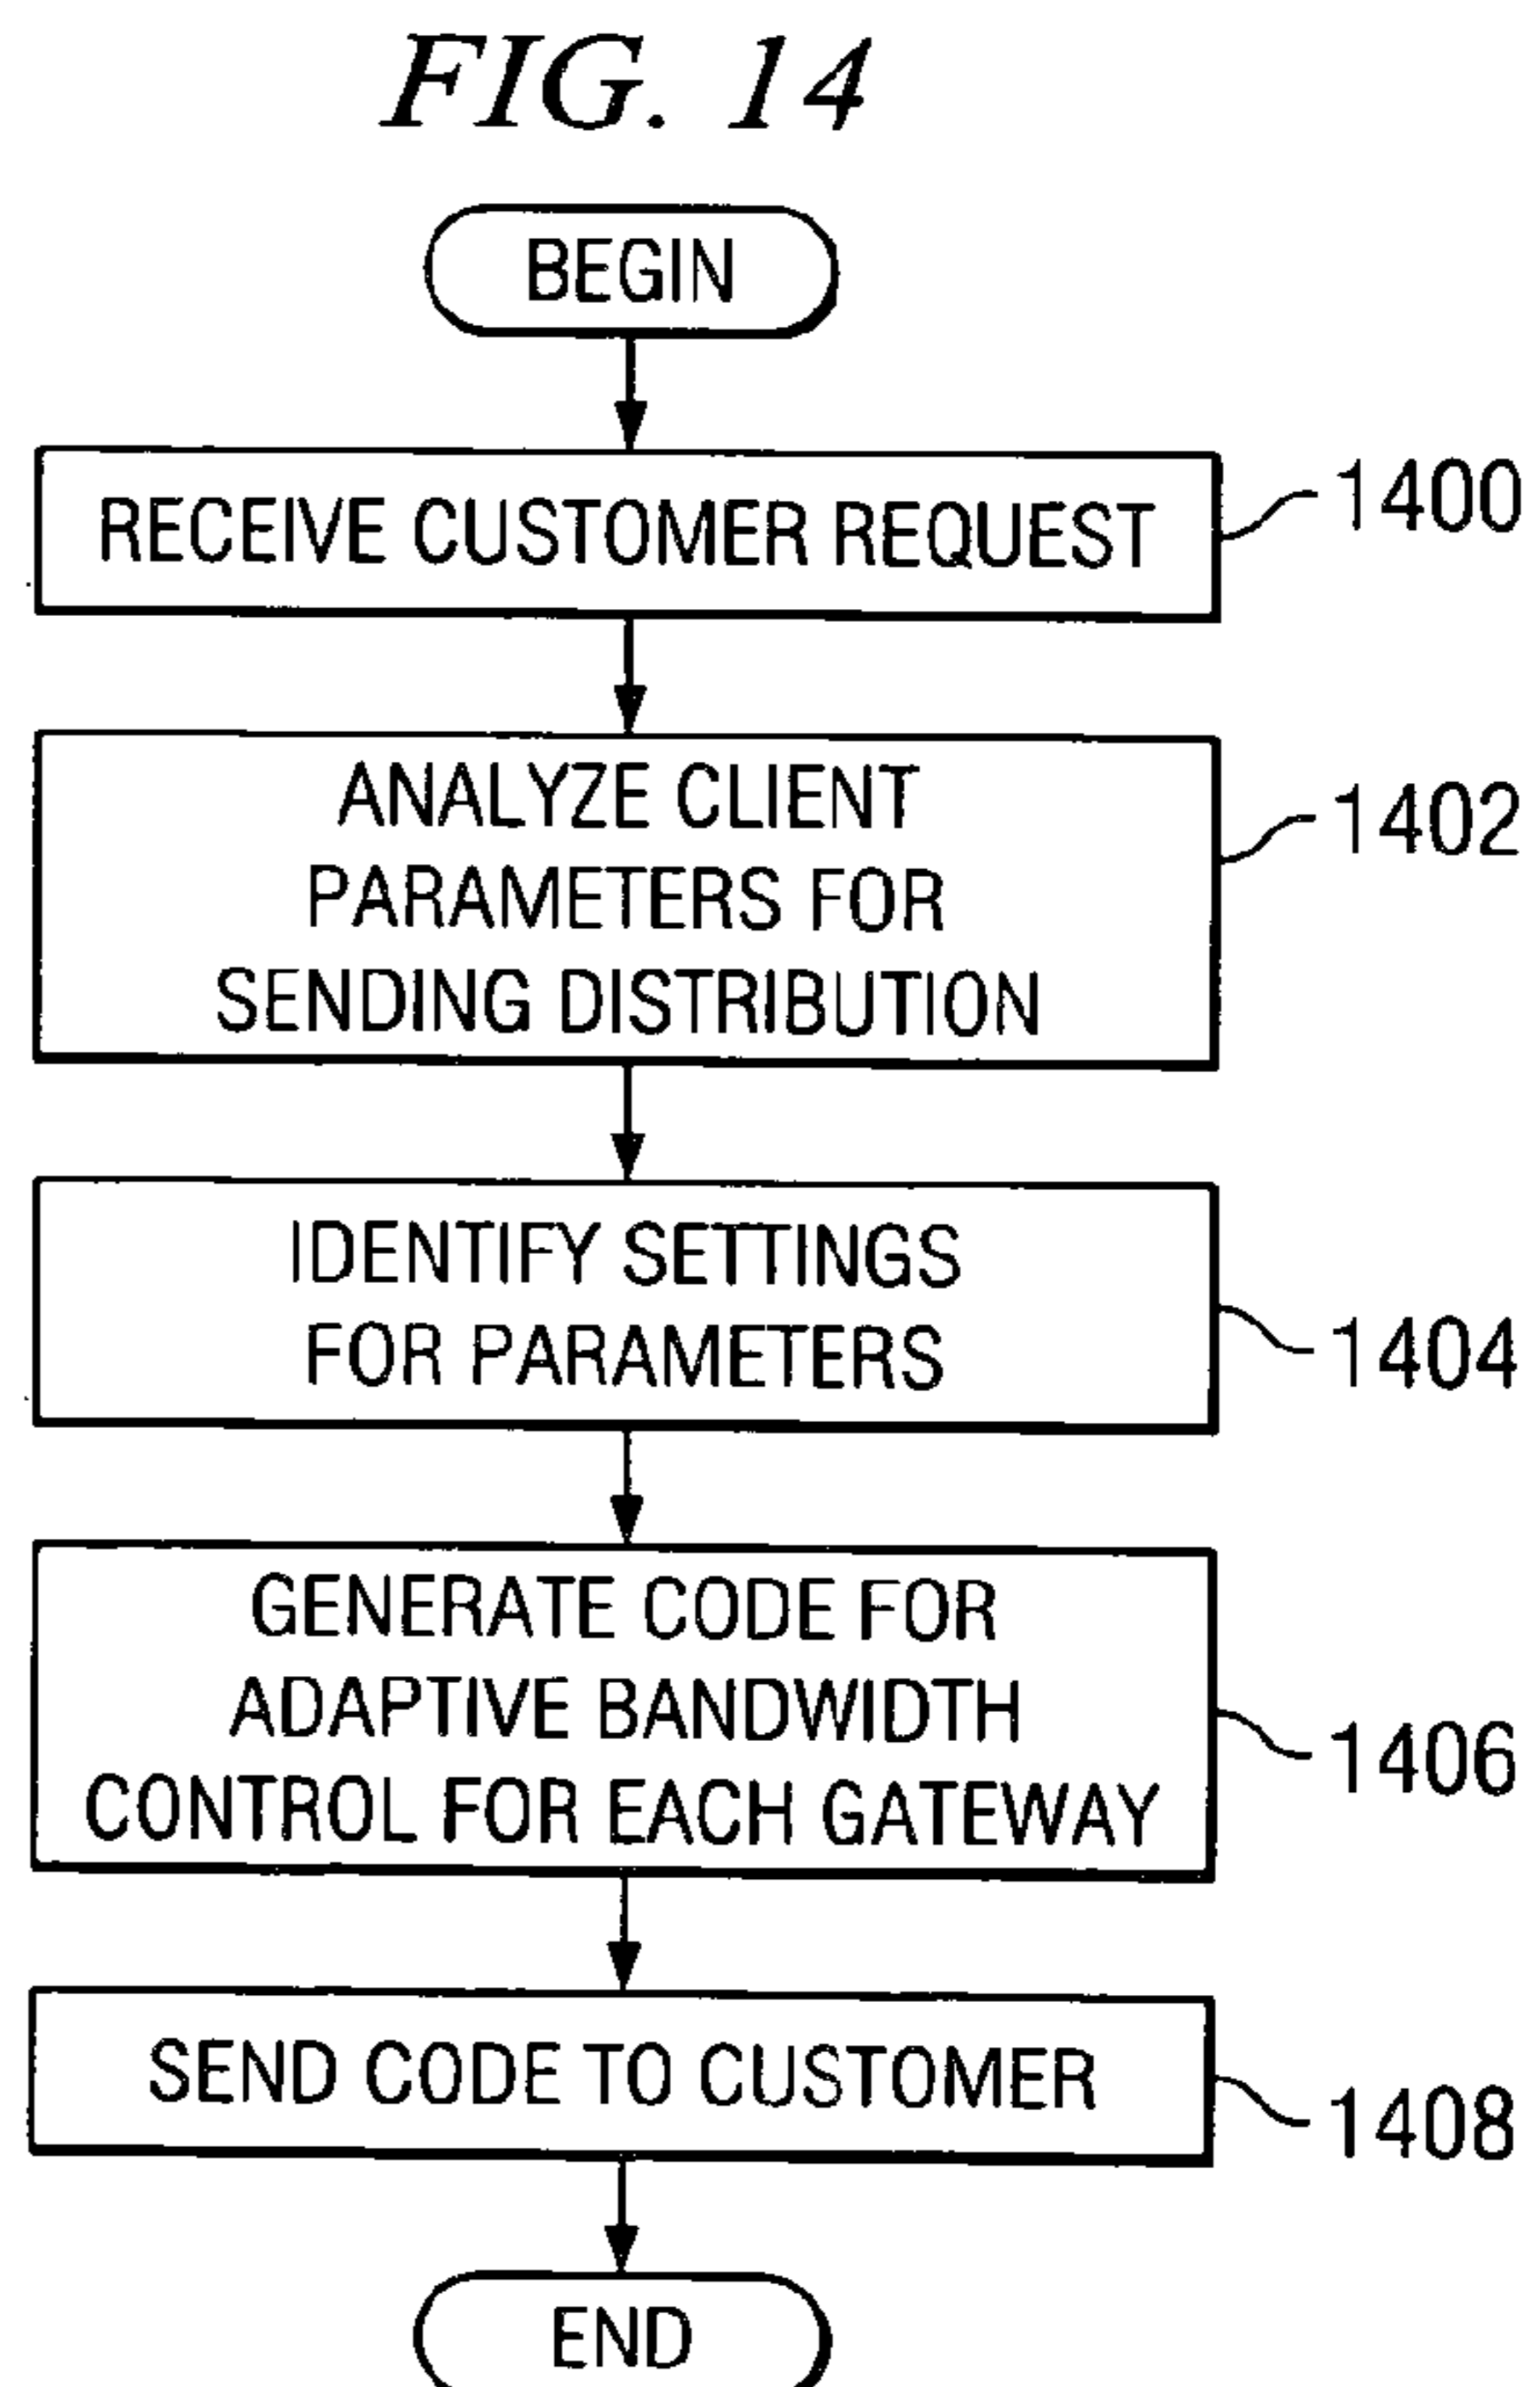 FIG. 14
BEGIN
RECEIVE CUSTOMER REQUEST
1400
ANALYZE CLIENT
PARAMETERS FOR
SENDING DISTRIBUTION
1402
IDENTIFY SETTINGS
FOR PARAMETERS
1404
GENERATE CODE FOR
ADAPTIVE BANDWIDTH
CONTROL FOR EACH GATEWAY
1406
SEND CODE TO CUSTOMER
1408
END